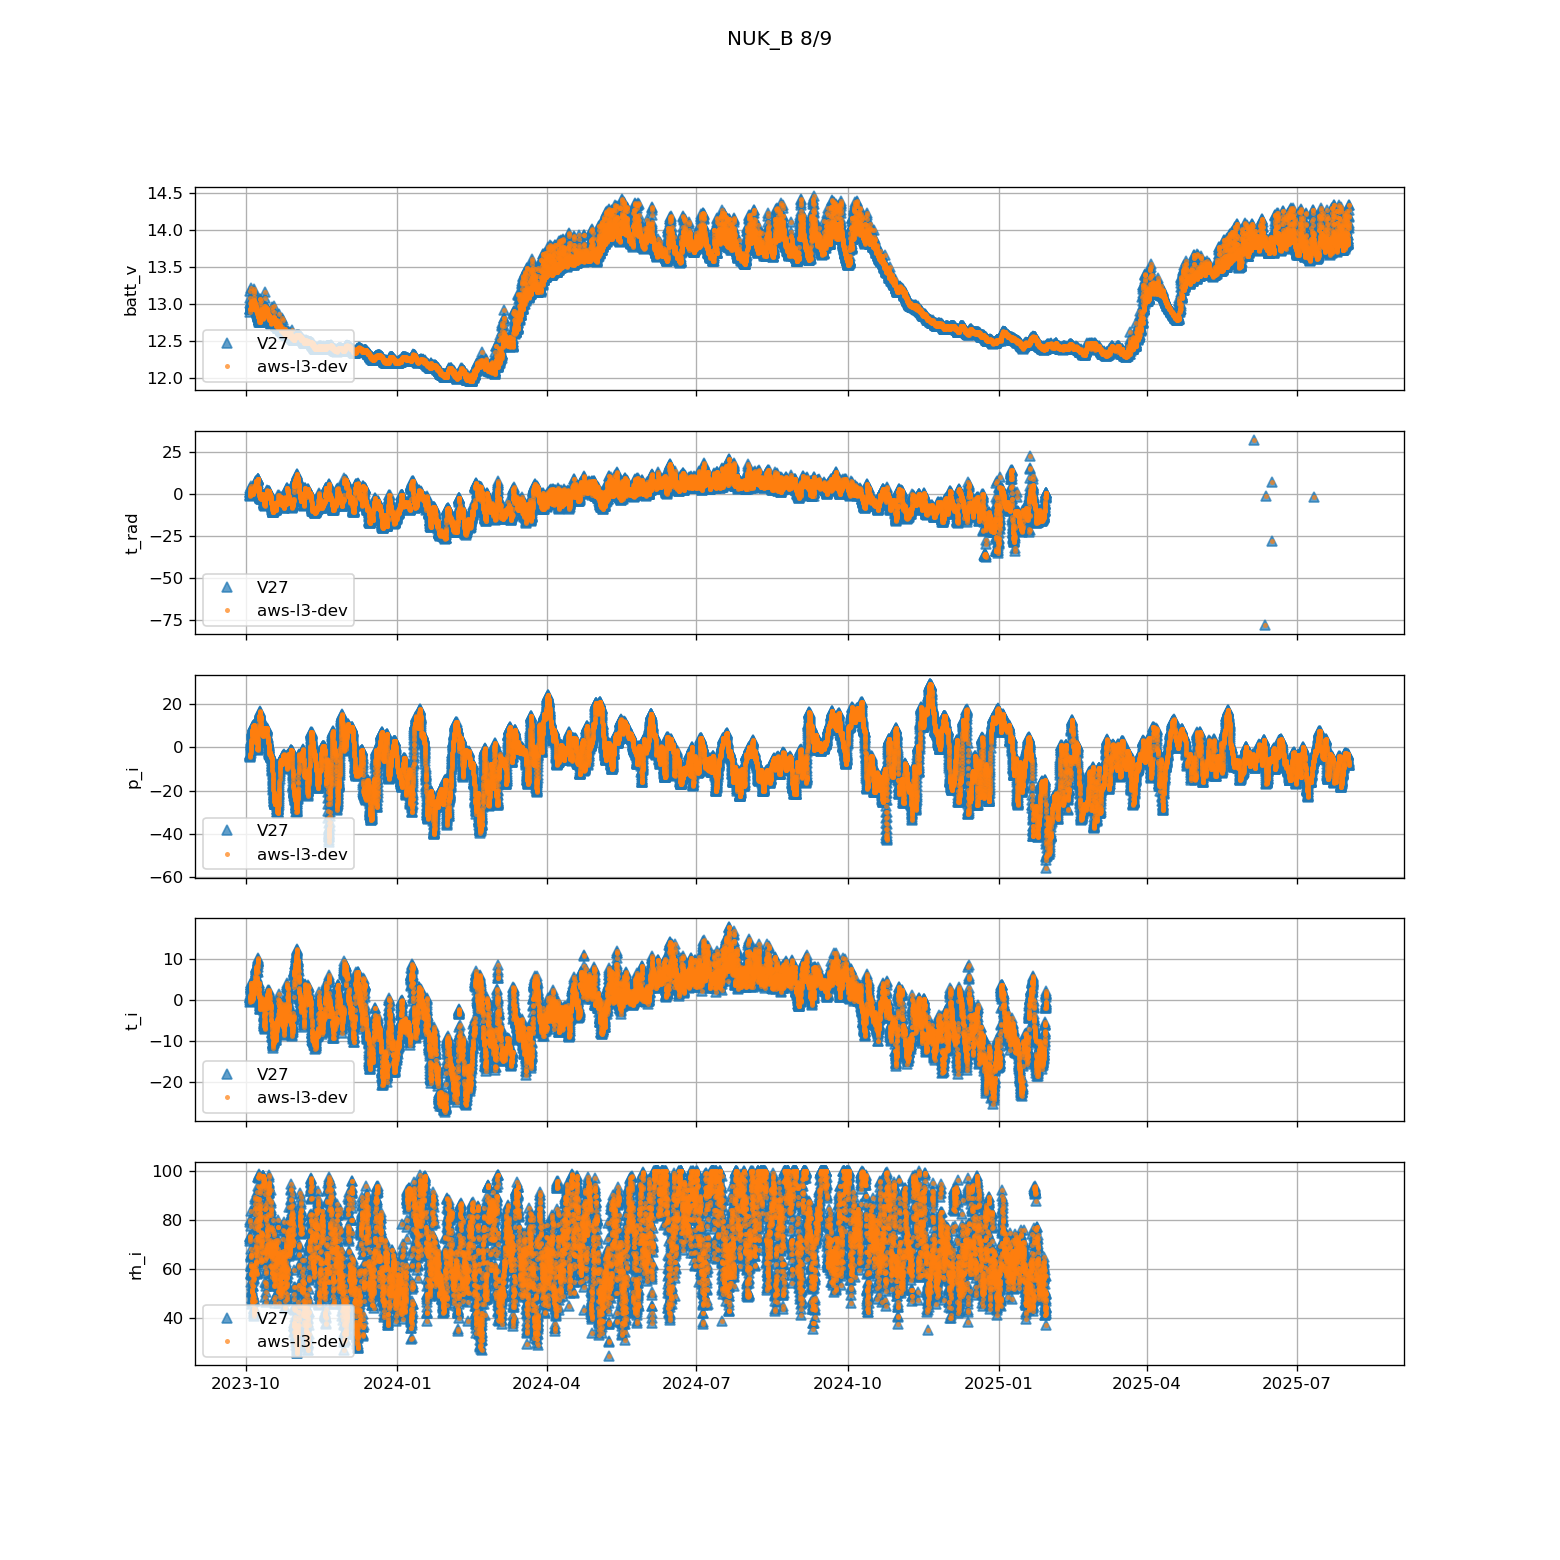 NUK_B 8/9
14.5
14.0
13.5
13.0
12.5
12.0
batt_v
V27
aws-l3-dev
25
0
−25
−50
−75
t_rad
V27
aws-l3-dev
20
0
−20
−40
−60
p_i
V27
aws-l3-dev
10
0
−10
−20
t_i
V27
aws-l3-dev
100
80
60
40
rh_i
V27
aws-l3-dev
2023-10 2024-01 2024-04 2024-07 2024-10 2025-01 2025-04 2025-07